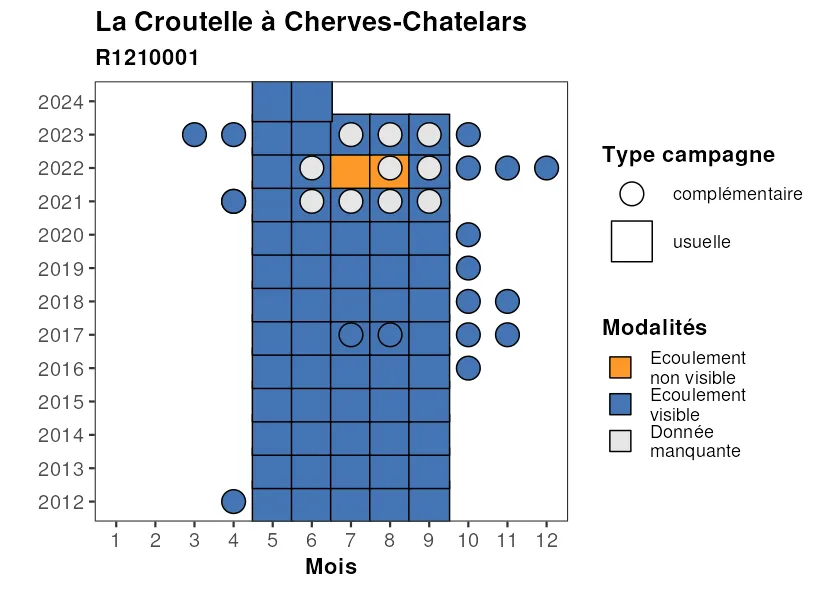 La Croutelle à Cherves-Chatelars
R1210001
2024
2023
2022
2021
2020
2019
2018
2017
2016
2015
2014
2013
2012
1 2 3 4 5 6 7 8 9 10 11 12
Mois
Type campagne
complémentaire
usuelle
Modalités
Ecoulement
non visible
Ecoulement
visible
Donnée
manquante